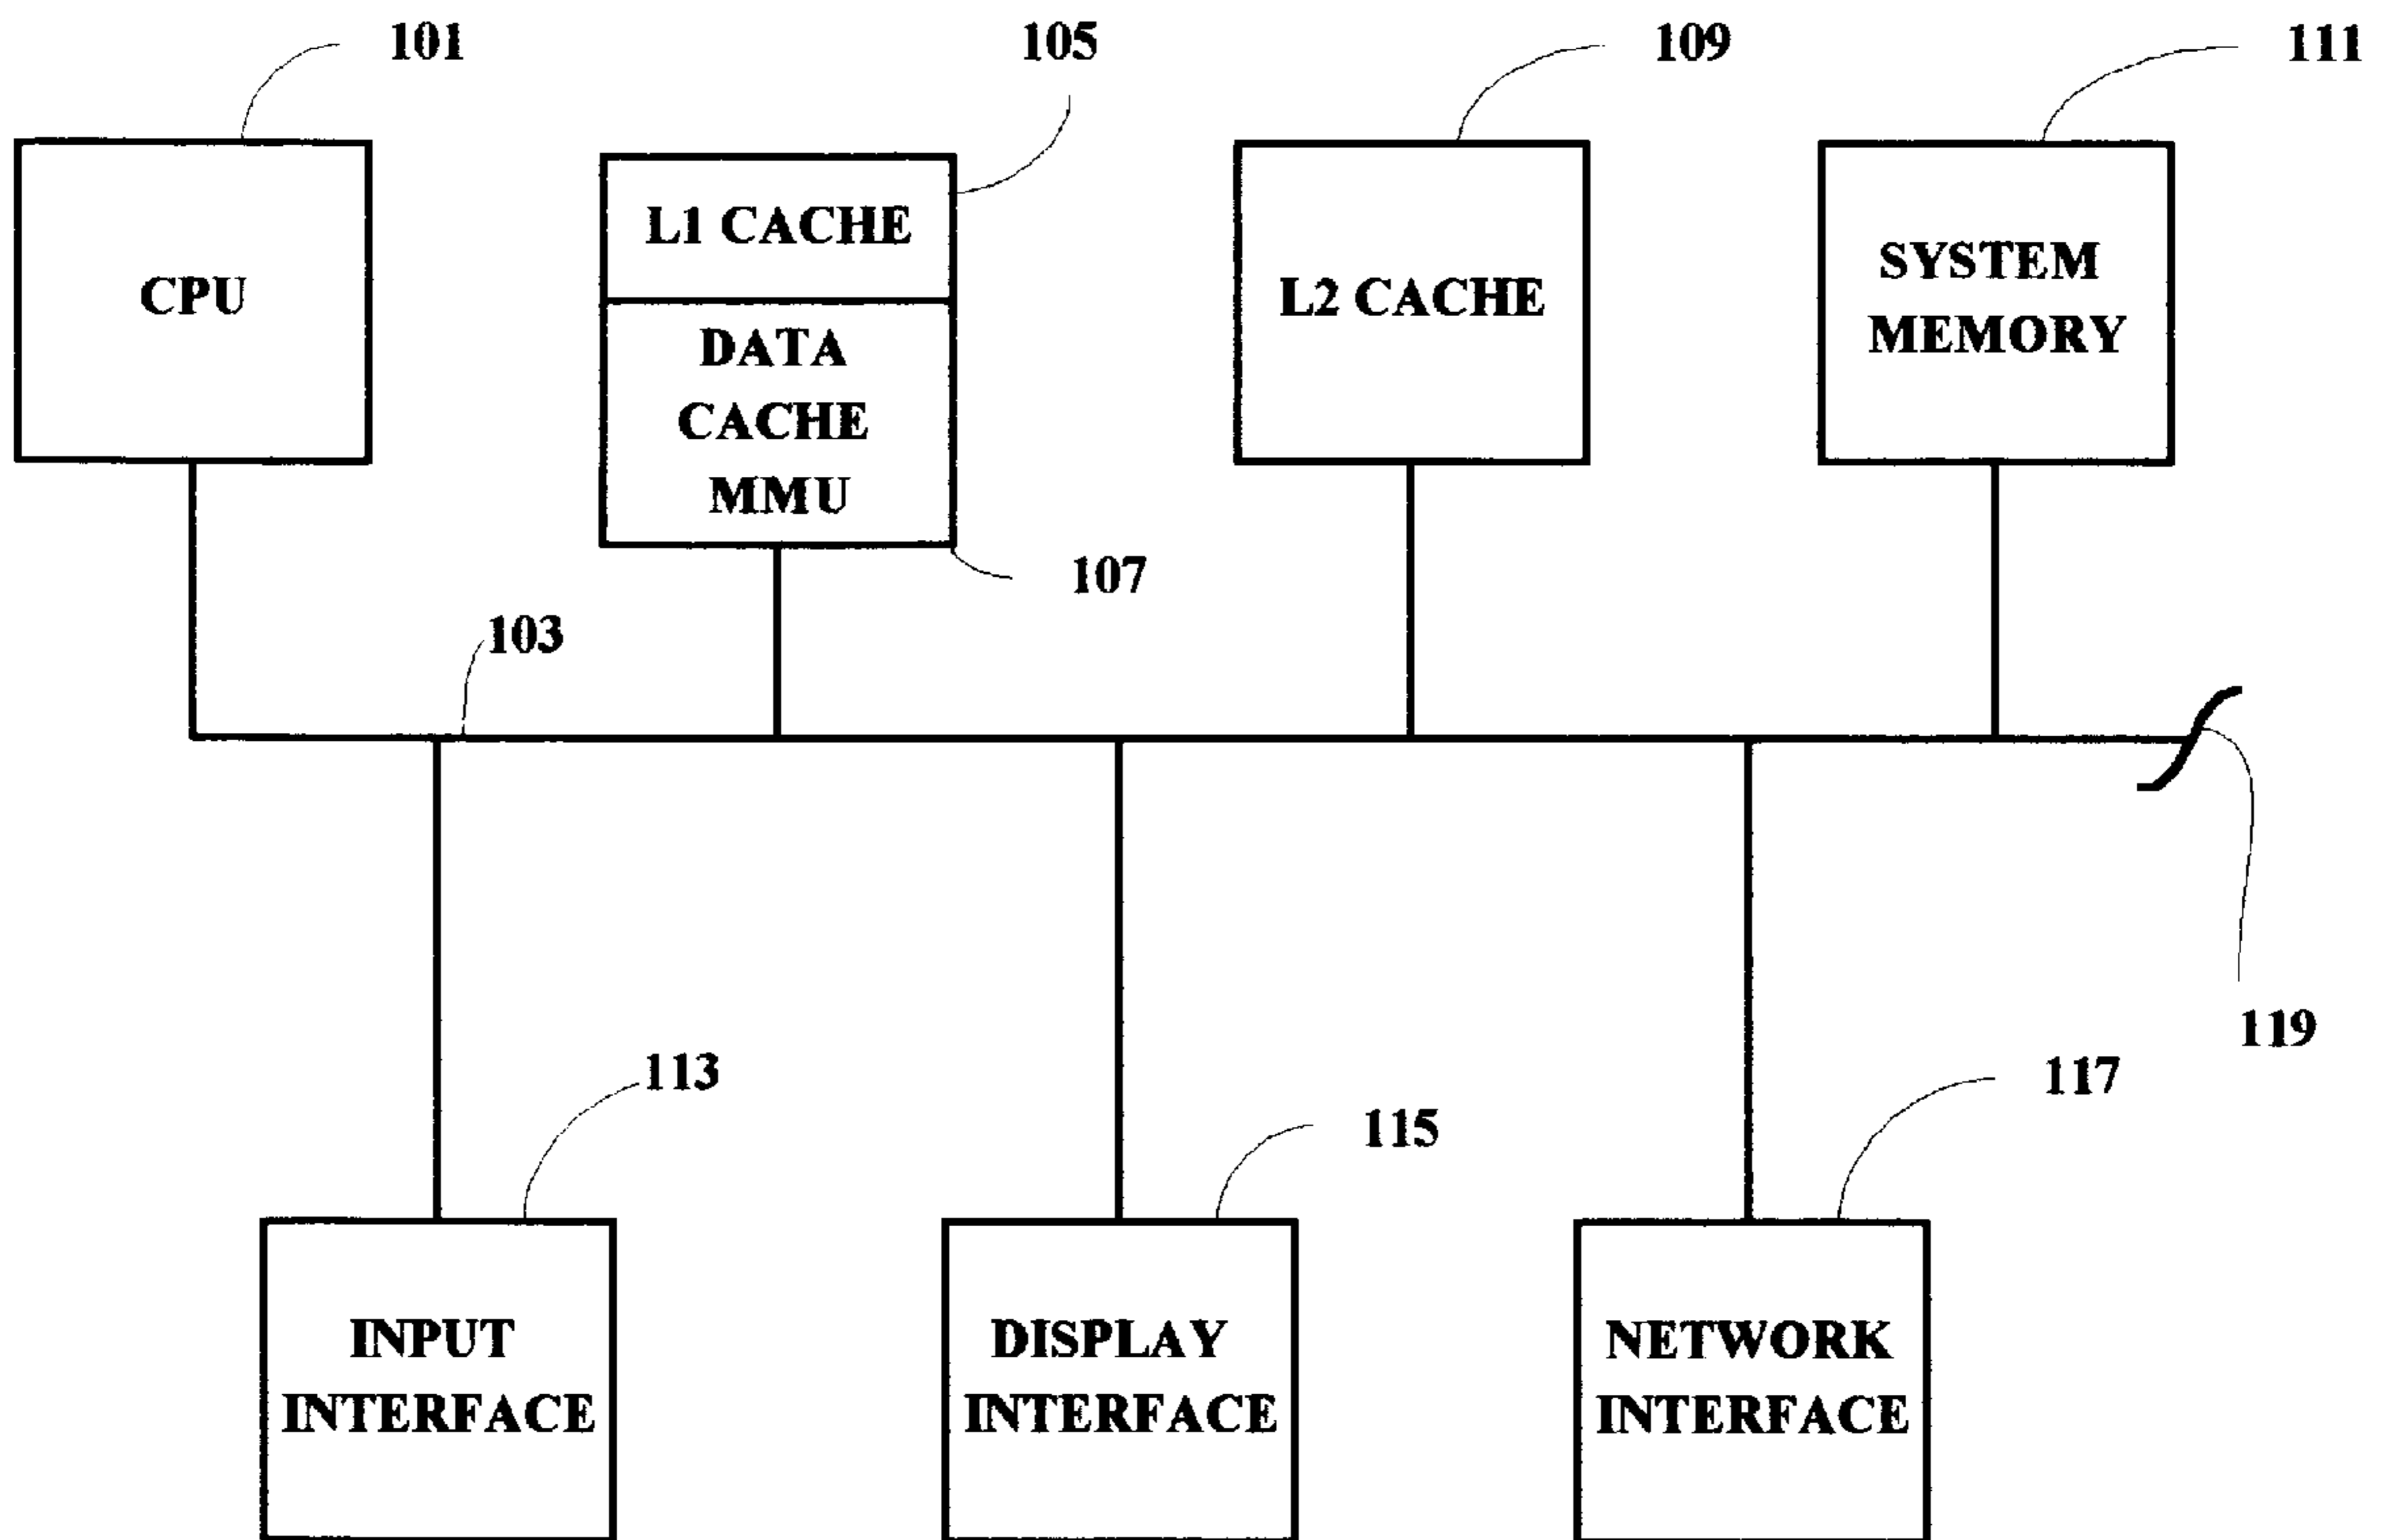 101
105
109
111
CPU
L1 CACHE
DATA
CACHE
MMU
L2 CACHE
SYSTEM
MEMORY
107
103
119
113
115
117
INPUT
INTERFACE
DISPLAY
INTERFACE
NETWORK
INTERFACE